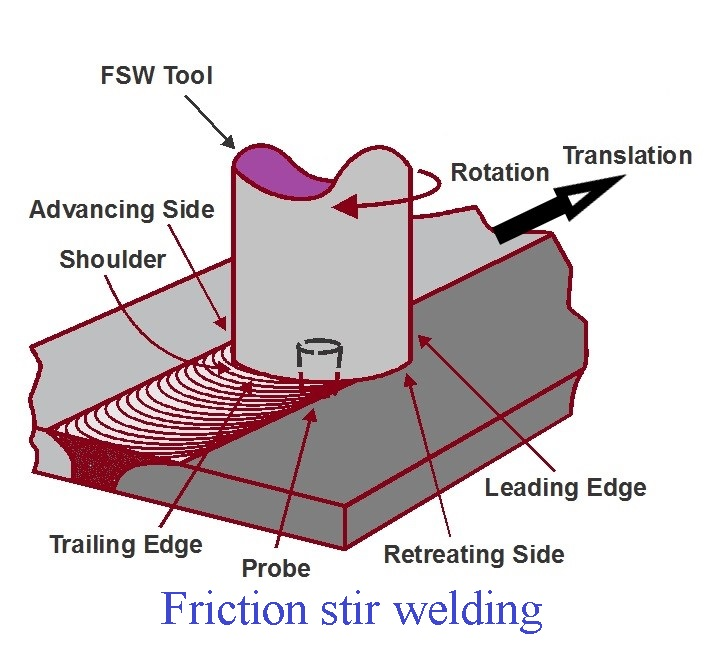 FSW Tool
Translation
Rotation
Advancing Side
Shoulder
Leading Edge
Trailing Edge
Retreating Side
Probe
Friction stir welding